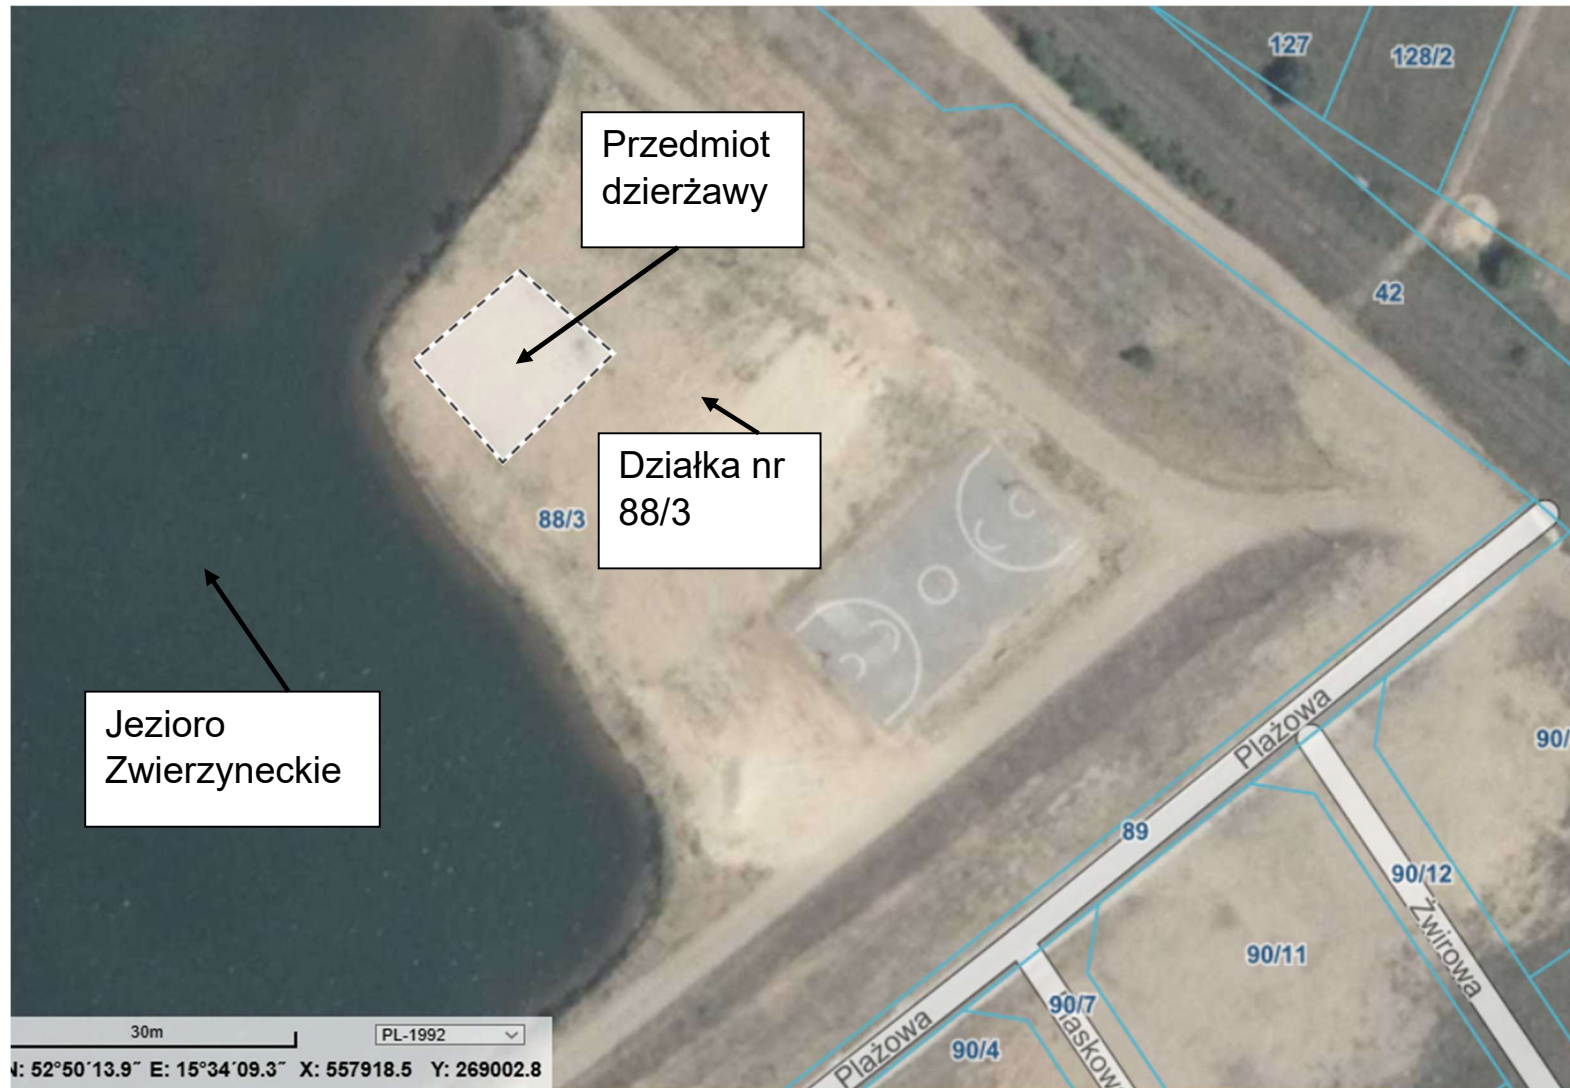 127
128/2
Przedmiot
dzierżawy
42
Działka nr
88/3
88/3
Jezioro
Zwierzyneckie
Plażowa
90/
89
90/12
Żwirowa
90/11
90/7
Piaskowa
90/4
Plażowa
30m
PL-1992
N: 52°50´13.9˝ E: 15°34´09.3˝ X: 557918.5 Y: 269002.8